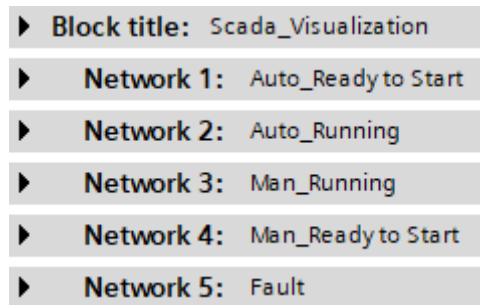 Block title: Scada_Visualization
Network 1: Auto_Ready to Start
Network 2: Auto_Running
Network 3: Man_Running
Network 4: Man_Ready to Start
Network 5: Fault